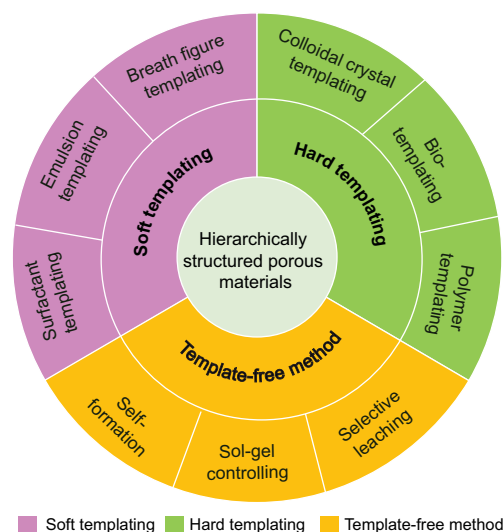 Breath figure
templating
Colloidal crystal
templating
Emulsion
templating
Bio-
templating
Soft templating
Hard templating
Hierarchically
structured porous
materials
Surfactant
templating
Polymer
templating
Template-free method
Self-
formation
Sol-gel
controlling
Selective
leaching
Soft templating
Hard templating
Template-free method